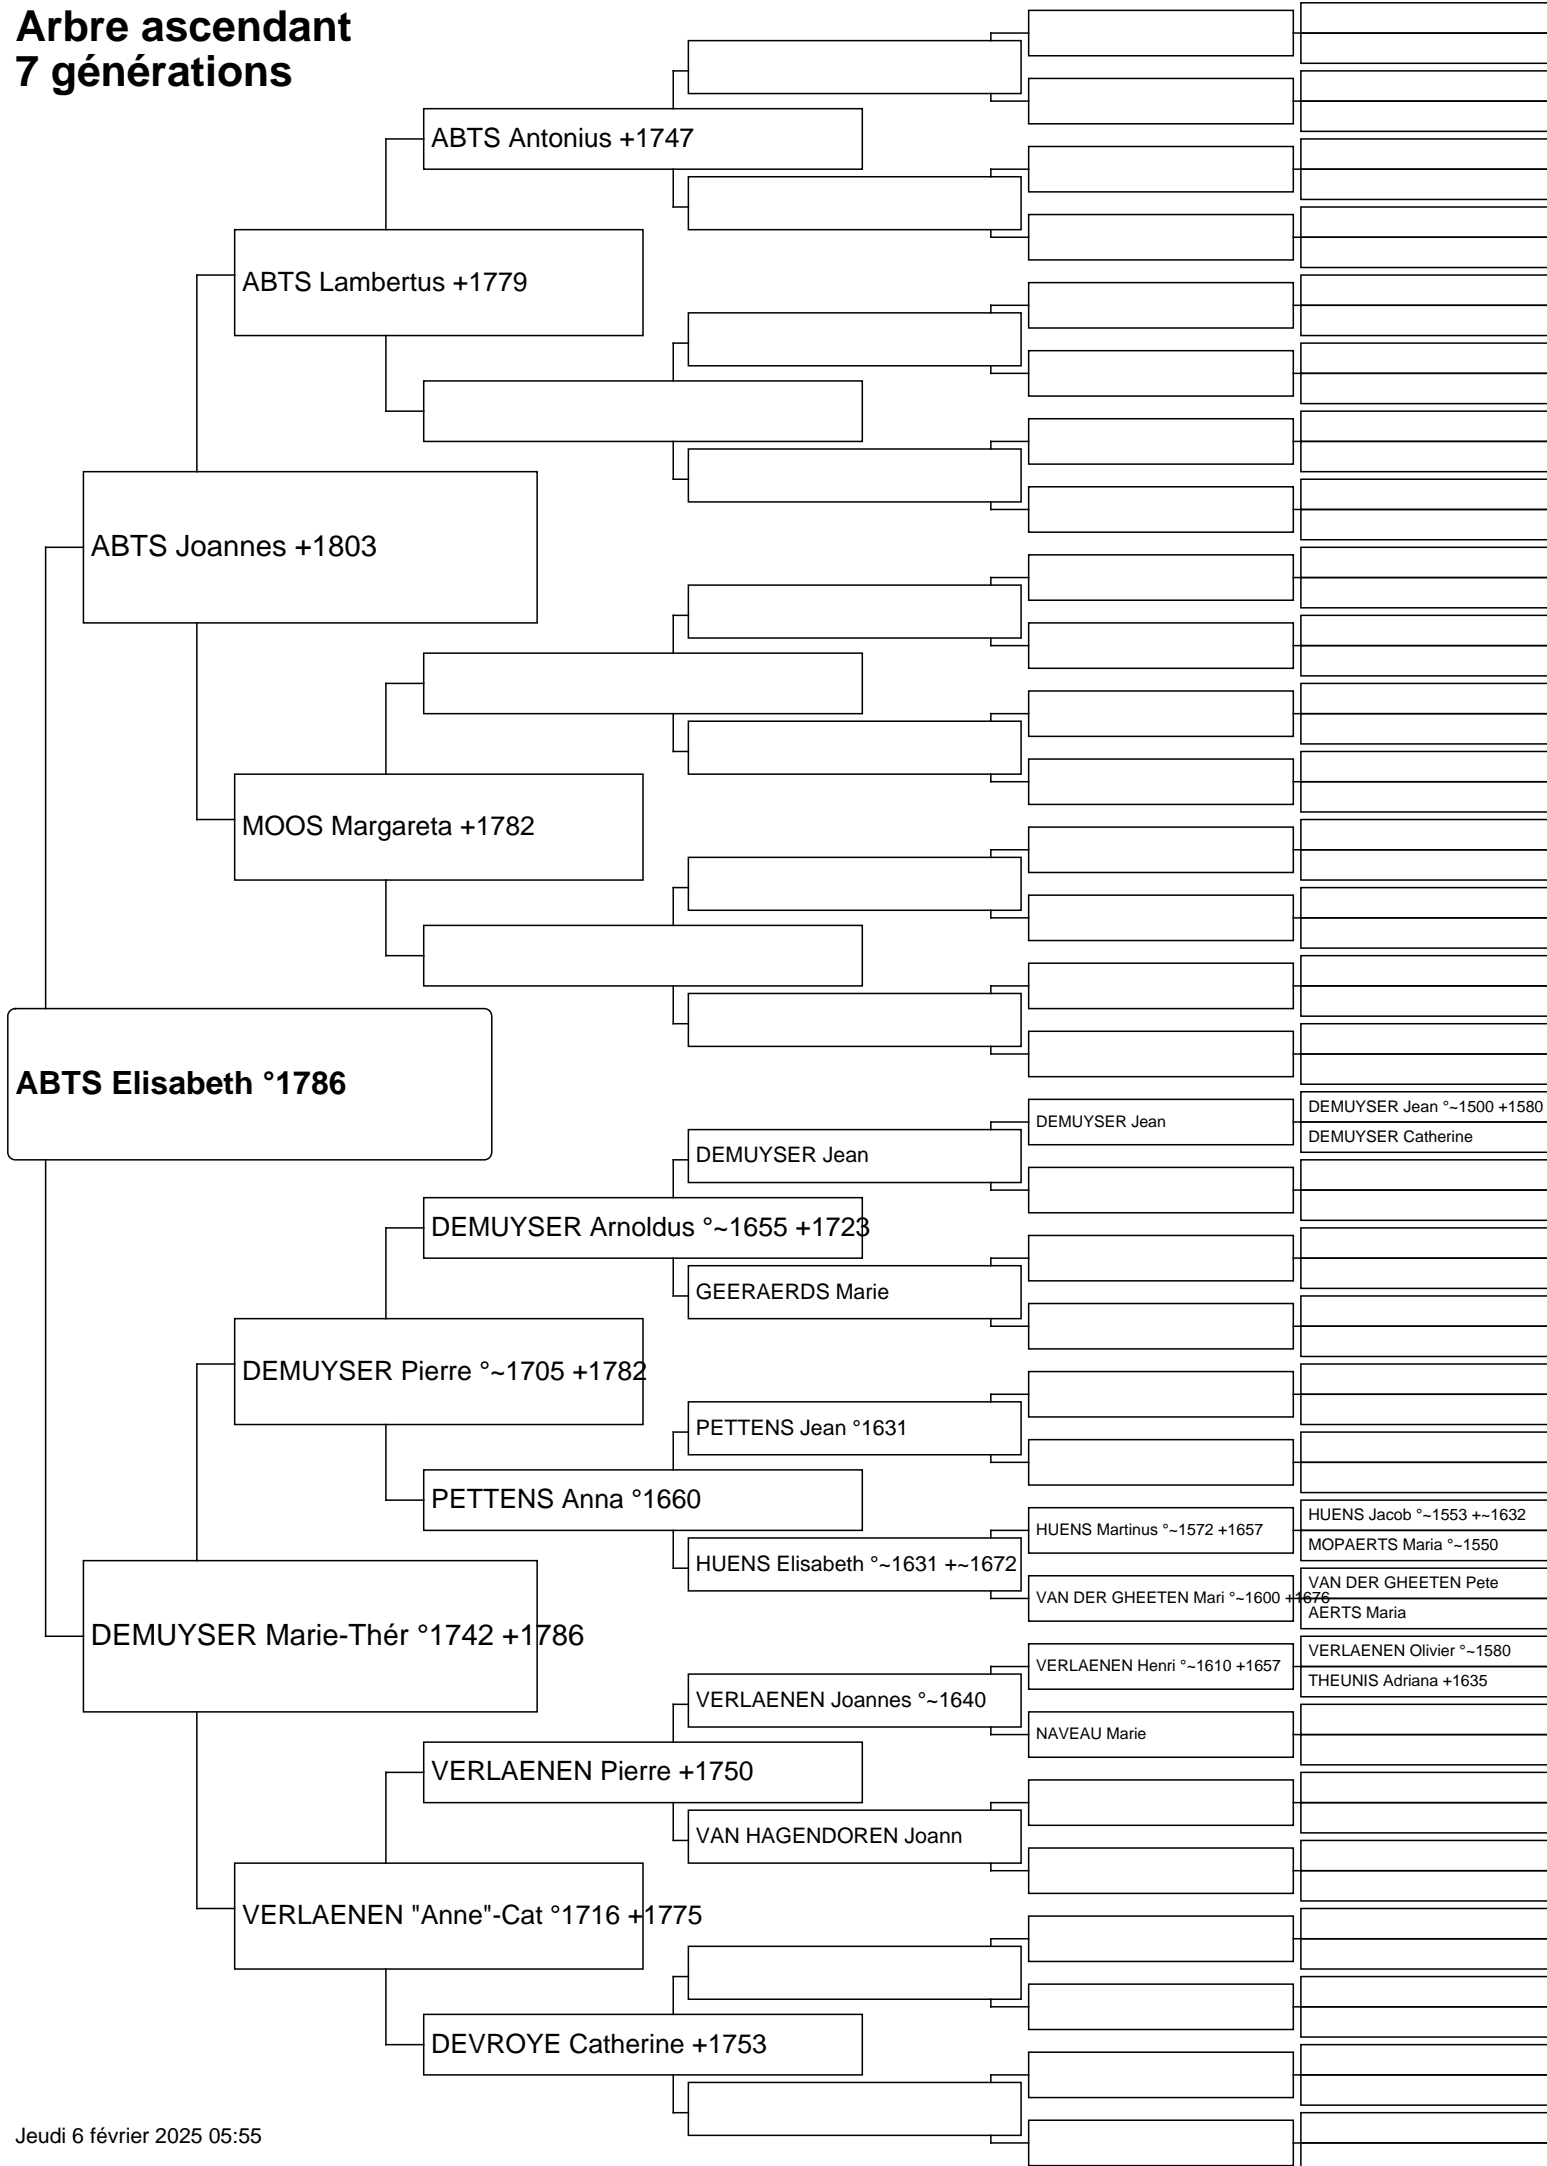 Arbre ascendant
7 générations
ABTS Antonius +1747
ABTS Lambertus +1779
ABTS Joannes +1803
MOOS Margareta +1782
ABTS Elisabeth °1786
DEMUYSER Jean °~1500 +1580
DEMUYSER Jean
DEMUYSER Catherine
DEMUYSER Jean
DEMUYSER Arnoldus °~1655 +1723
GEERAERDS Marie
DEMUYSER Pierre °~1705 +1782
PETTENS Jean °1631
PETTENS Anna °1660
HUENS Jacob °~1553 +~1632
HUENS Martinus °~1572 +1657
MOPAERTS Maria °~1550
HUENS Elisabeth °~1631 +~1672
VAN DER GHEETEN Pete
VAN DER GHEETEN Mari °~1600 +1676
AERTS Maria
DEMUYSER Marie-Thér °1742 +1786
VERLAENEN Olivier °~1580
VERLAENEN Henri °~1610 +1657
THEUNIS Adriana +1635
VERLAENEN Joannes °~1640
NAVEAU Marie
VERLAENEN Pierre +1750
VAN HAGENDOREN Joann
VERLAENEN "Anne"-Cat °1716 +1775
DEVROYE Catherine +1753
Jeudi 6 février 2025 05:55